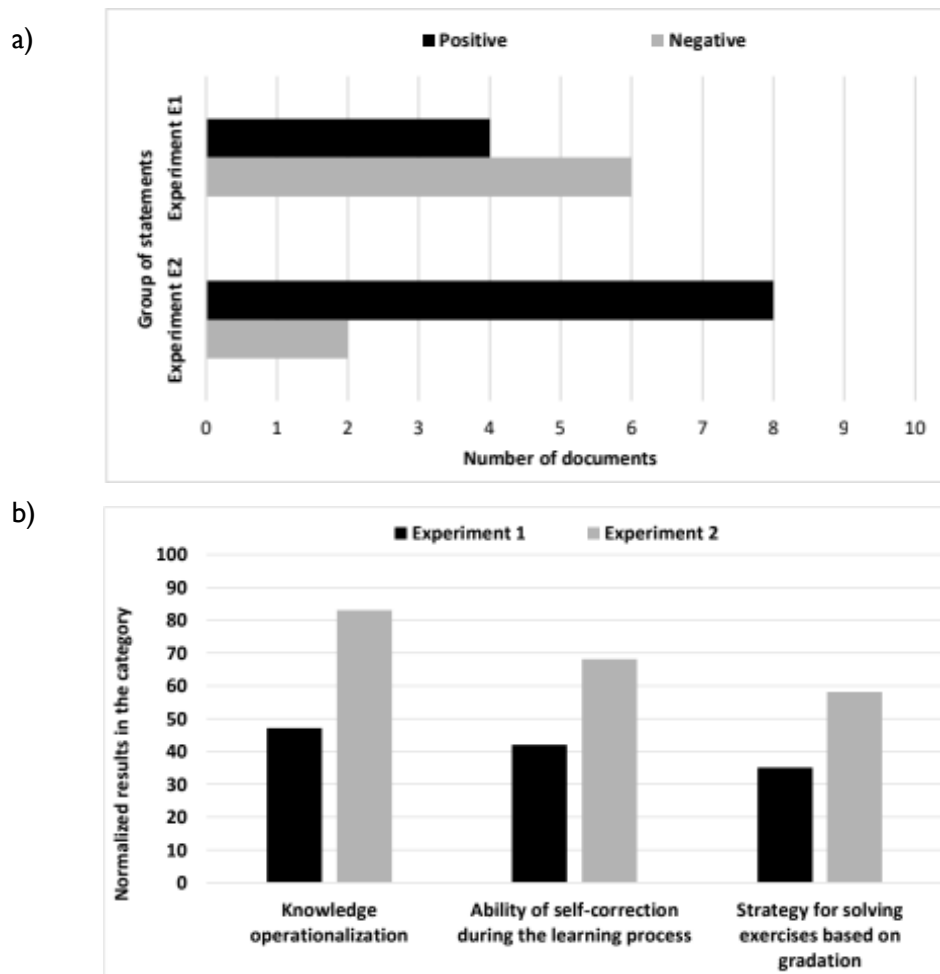 a)
Positive Negative
Group of statements
Experiment E1
Experiment E2
0 1 2 3 4 5 6 7 8 9 10
Number of documents
b)
Experiment 1 Experiment 2
Normalized results in the category
100
90
80
70
60
50
40
30
20
10
0
Knowledge
operationalization
Ability of self-correction
during the learning process
Strategy for solving
exercises based on
gradation